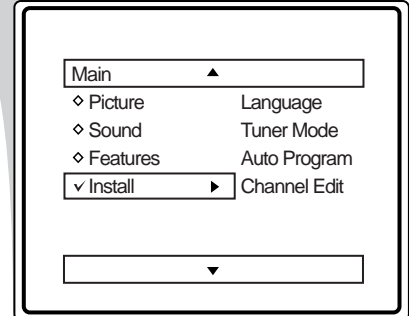 Main
Picture Language
Sound Tuner Mode
Features Auto Program
Install Channel Edit